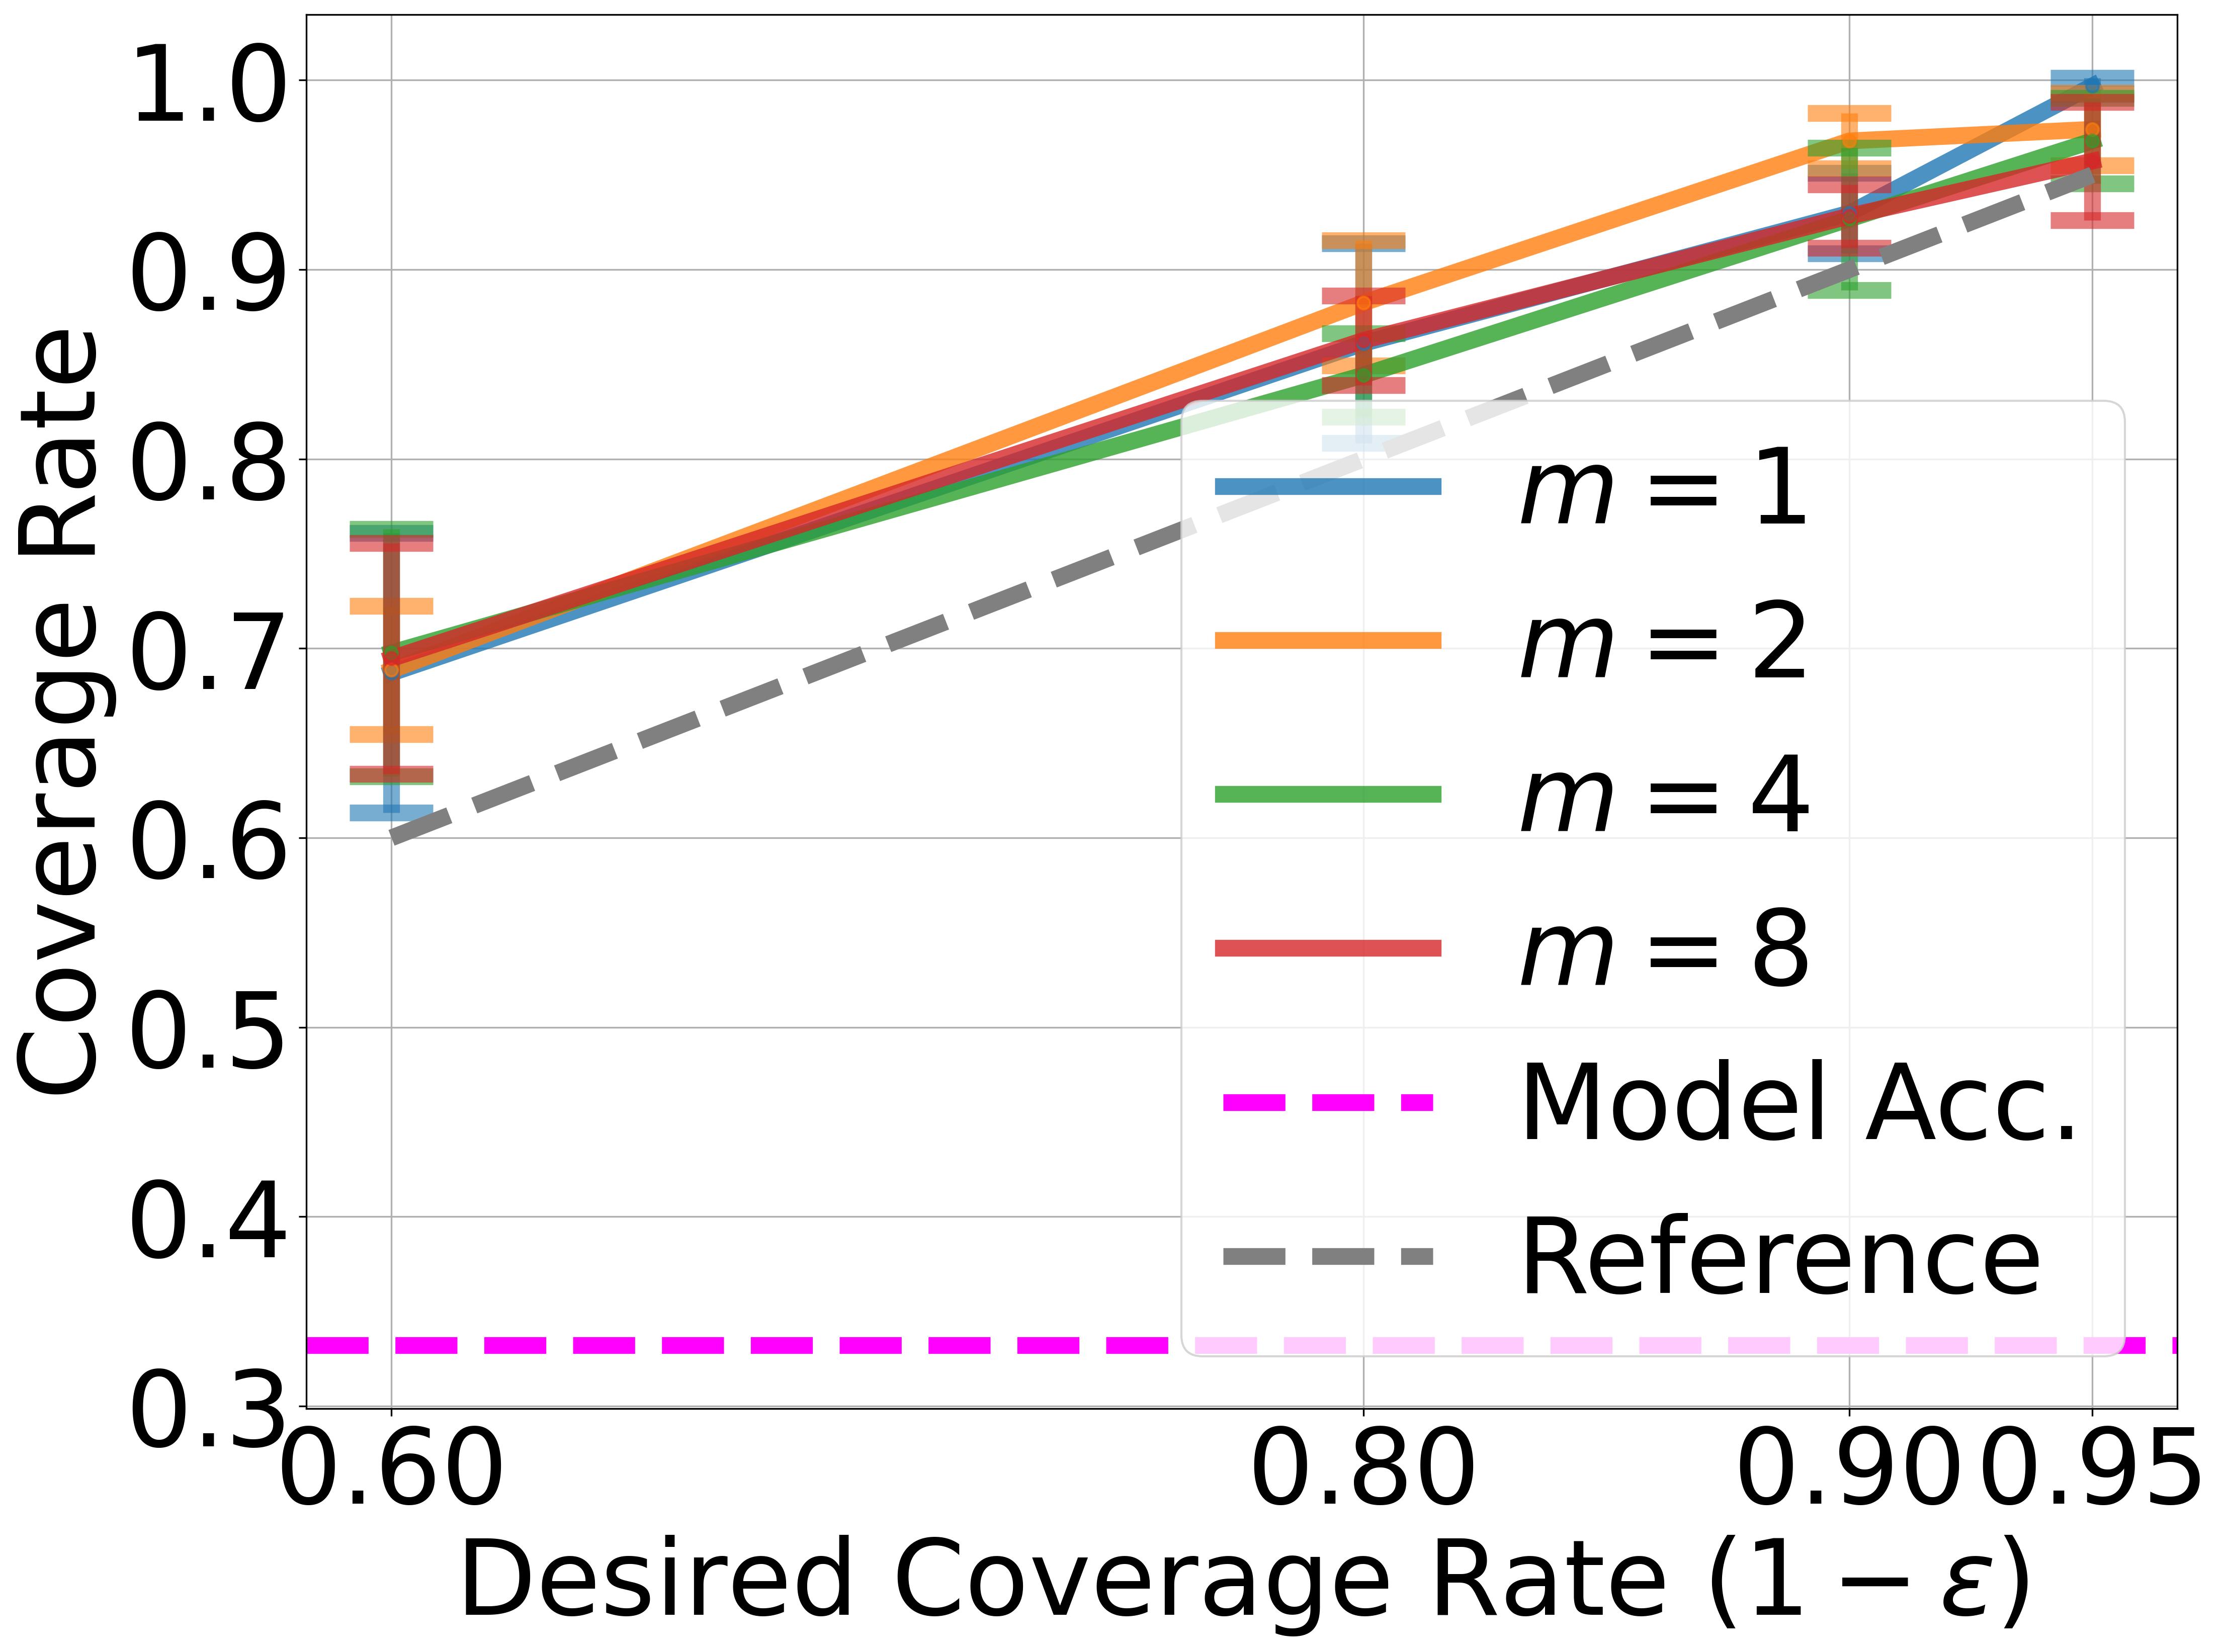 Coverage Rate
1.0
0.9
0.8
0.7
0.6
0.5
0.4
0.3
m = 1
m = 2
m = 4
m = 8
Model Acc.
Reference
0.60 0.80 0.90 0.95
Desired Coverage Rate (1 − ε)